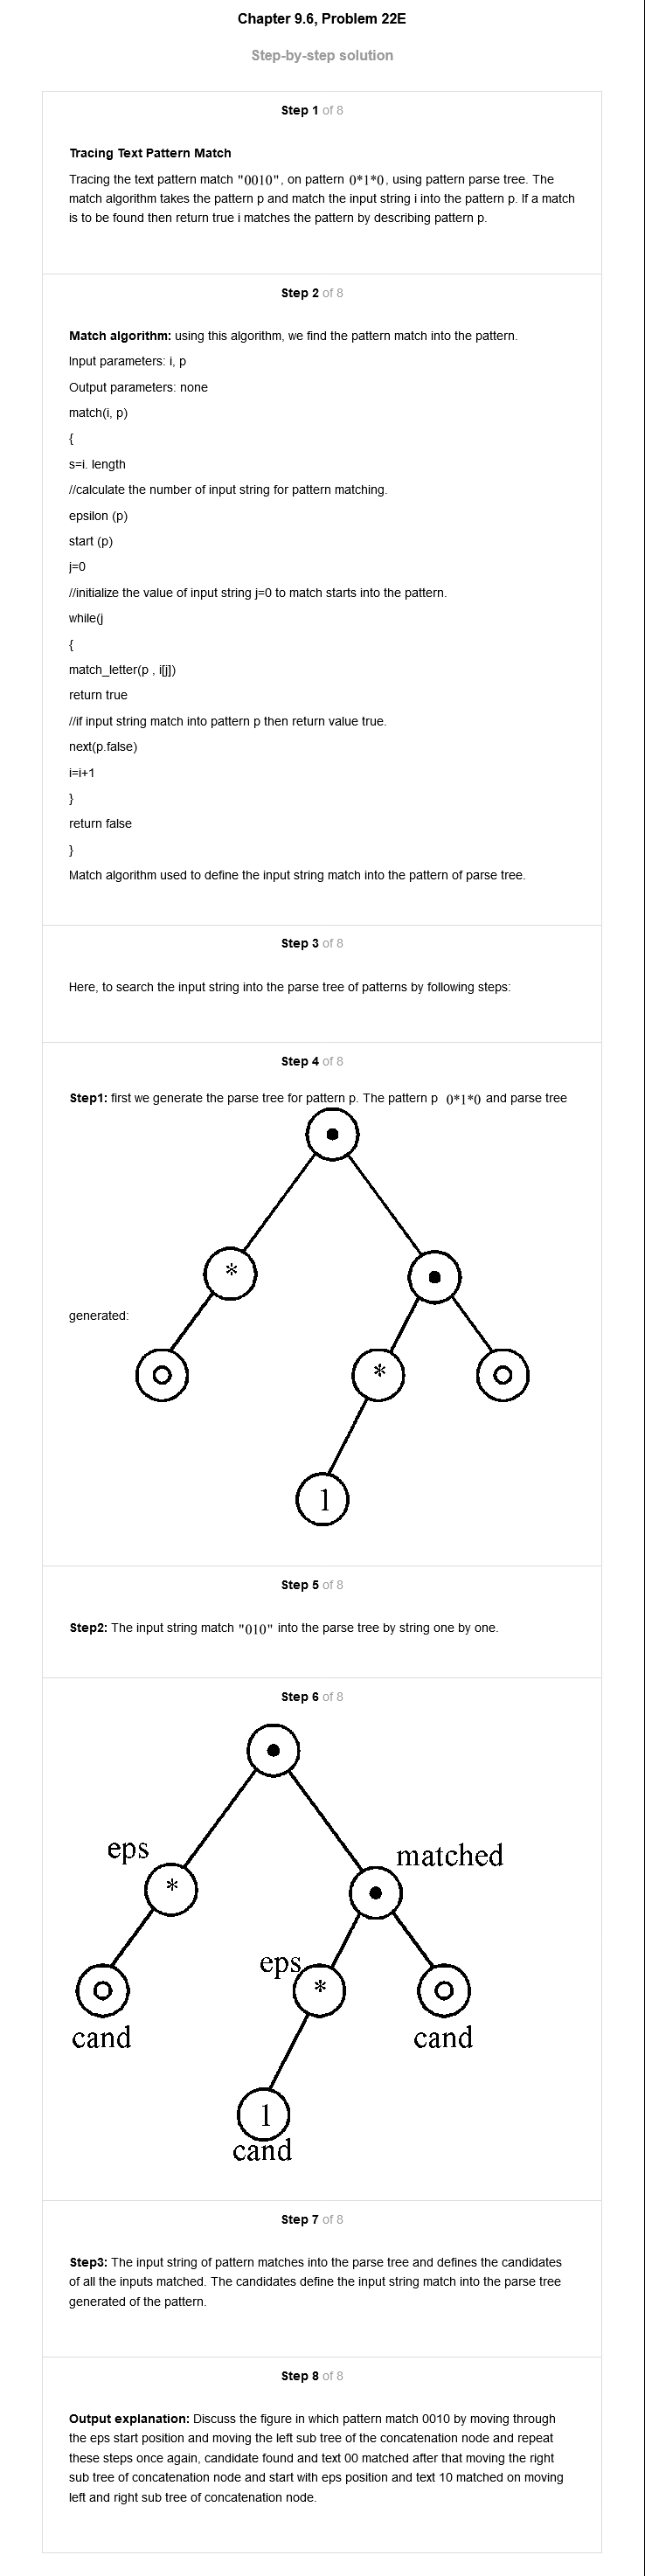 Chapter 9.6, Problem 22E
Step-by-step solution
Step 1 of 8
Tracing Text Pattern Match
Tracing the text pattern match "0010", on pattern 0*1*0, using pattern parse tree. The
match algorithm takes the pattern p and match the input string i into the pattern p. If a match
is to be found then return true i matches the pattern by describing pattern p.
Step 2 of 8
Match algorithm: using this algorithm, we find the pattern match into the pattern.
Input parameters: i, p
Output parameters: none
match(i, p)
{
s=i. length
//calculate the number of input string for pattern matching.
epsilon (p)
start (p)
j=0
//initialize the value of input string j=0 to match starts into the pattern.
while(j
{
match_letter(p , i[j])
return true
//if input string match into pattern p then return value true.
next(p.false)
i=i+1
}
return false
}
Match algorithm used to define the input string match into the pattern of parse tree.
Step 3 of 8
Here, to search the input string into the parse tree of patterns by following steps:
Step 4 of 8
Step1: first we generate the parse tree for pattern p. The pattern p 0*1*0 and parse tree
*
generated:
0 * 0
1
Step 5 of 8
Step2: The input string match "010" into the parse tree by string one by one.
Step 6 of 8
eps matched
*
eps
0 * 0
cand cand
1
cand
Step 7 of 8
Step3: The input string of pattern matches into the parse tree and defines the candidates
of all the inputs matched. The candidates define the input string match into the parse tree
generated of the pattern.
Step 8 of 8
Output explanation: Discuss the figure in which pattern match 0010 by moving through
the eps start position and moving the left sub tree of the concatenation node and repeat
these steps once again, candidate found and text 00 matched after that moving the right
sub tree of concatenation node and start with eps position and text 10 matched on moving
left and right sub tree of concatenation node.